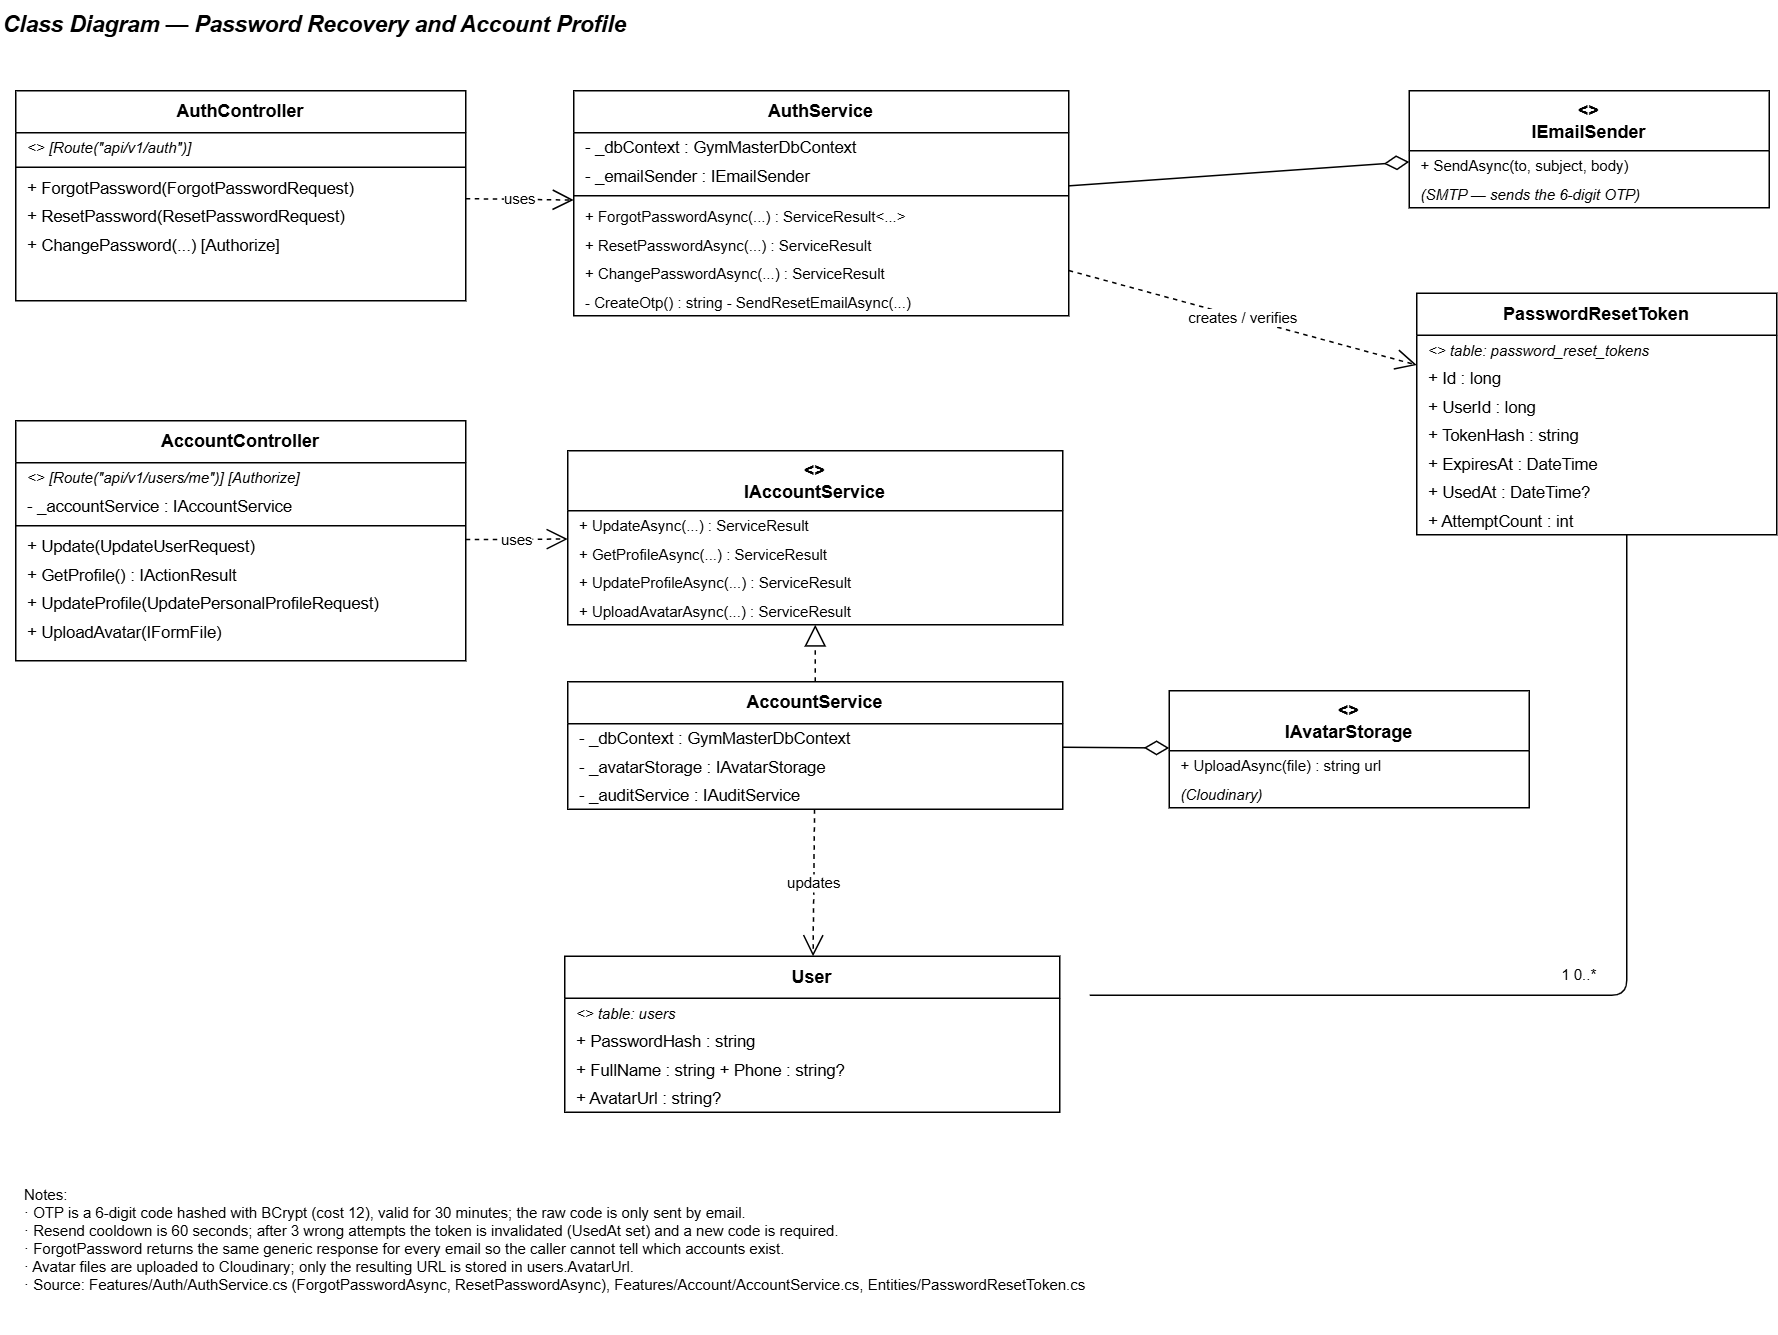 Class Diagram — Password Recovery and Account Profile
AuthController
<> [Route("api/v1/auth")]
+ ForgotPassword(ForgotPasswordRequest)
+ ResetPassword(ResetPasswordRequest)
+ ChangePassword(...) [Authorize]
uses
AuthService
- _dbContext : GymMasterDbContext
- _emailSender : IEmailSender
+ ForgotPasswordAsync(...) : ServiceResult<...>
+ ResetPasswordAsync(...) : ServiceResult
+ ChangePasswordAsync(...) : ServiceResult
- CreateOtp() : string - SendResetEmailAsync(...)
<>
IEmailSender
+ SendAsync(to, subject, body)
(SMTP — sends the 6-digit OTP)
creates / verifies
PasswordResetToken
<> table: password_reset_tokens
+ Id : long
+ UserId : long
+ TokenHash : string
+ ExpiresAt : DateTime
+ UsedAt : DateTime?
+ AttemptCount : int
AccountController
<> [Route("api/v1/users/me")] [Authorize]
- _accountService : IAccountService
+ Update(UpdateUserRequest)
+ GetProfile() : IActionResult
+ UpdateProfile(UpdatePersonalProfileRequest)
+ UploadAvatar(IFormFile)
uses
<>
IAccountService
+ UpdateAsync(...) : ServiceResult
+ GetProfileAsync(...) : ServiceResult
+ UpdateProfileAsync(...) : ServiceResult
+ UploadAvatarAsync(...) : ServiceResult
AccountService
- _dbContext : GymMasterDbContext
- _avatarStorage : IAvatarStorage
- _auditService : IAuditService
<>
IAvatarStorage
+ UploadAsync(file) : string url
(Cloudinary)
updates
1 0..*
User
<> table: users
+ PasswordHash : string
+ FullName : string + Phone : string?
+ AvatarUrl : string?
Notes:
· OTP is a 6-digit code hashed with BCrypt (cost 12), valid for 30 minutes; the raw code is only sent by email.
· Resend cooldown is 60 seconds; after 3 wrong attempts the token is invalidated (UsedAt set) and a new code is required.
· ForgotPassword returns the same generic response for every email so the caller cannot tell which accounts exist.
· Avatar files are uploaded to Cloudinary; only the resulting URL is stored in users.AvatarUrl.
· Source: Features/Auth/AuthService.cs (ForgotPasswordAsync, ResetPasswordAsync), Features/Account/AccountService.cs, Entities/PasswordResetToken.cs